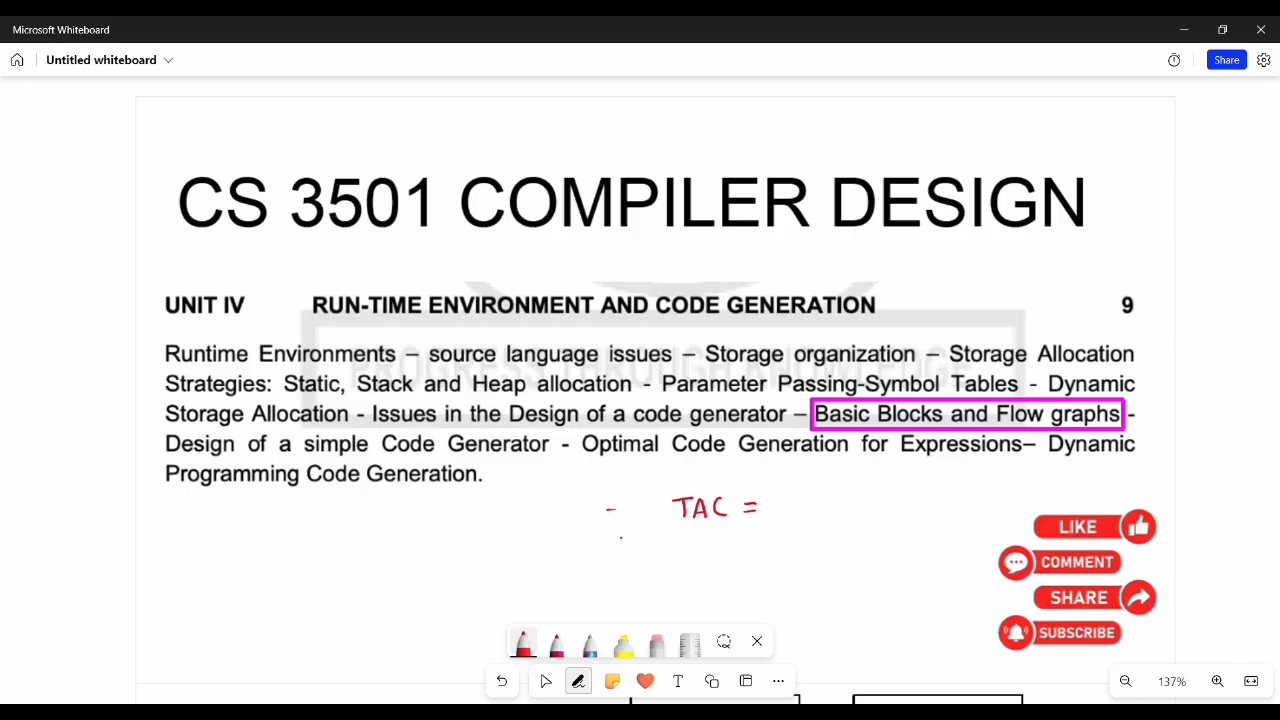 Microsoft Whiteboard
Untitled whiteboard
Share
CS 3501 COMPILER DESIGN
UNIT IV RUN-TIME ENVIRONMENT AND CODE GENERATION 9
PROGRESS THROUGH KNOWLEDGE
Runtime Environments – source language issues – Storage organization – Storage Allocation
Strategies: Static, Stack and Heap allocation - Parameter Passing-Symbol Tables - Dynamic
Storage Allocation - Issues in the Design of a code generator – Basic Blocks and Flow graphs -
Design of a simple Code Generator - Optimal Code Generation for Expressions– Dynamic
Programming Code Generation.
- TAC =
LIKE
COMMENT
SHARE
SUBSCRIBE
137%